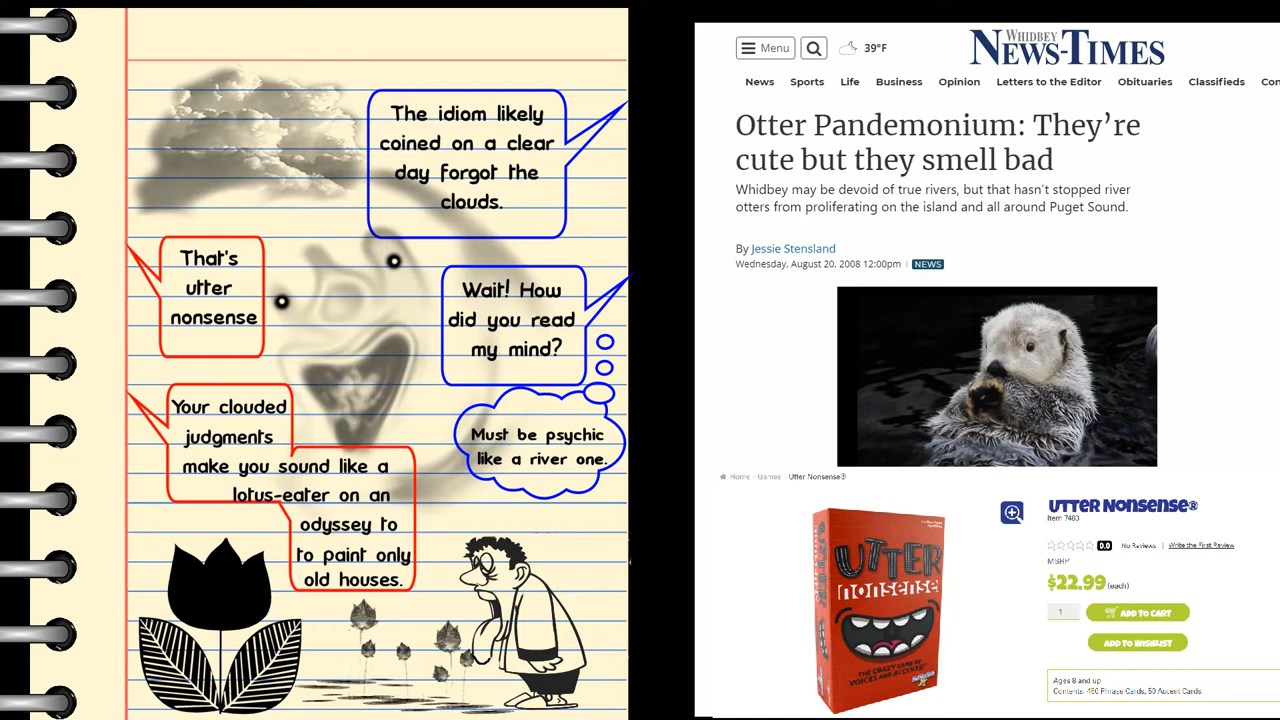 The idiom likely
coined on a clear
day forgot the
clouds.
That's
utter
nonsense
Wait! How
did you read
my mind?
Must be psychic
like a river one.
Your clouded
judgments
make you sound like a
lotus-eater on an
odyssey to
to paint only
old houses.
Menu
39°F
WHIDBEY
NEWS-TIMES
News Sports Life Business Opinion Letters to the Editor Obituaries Classifieds Con
Otter Pandemonium: They're
cute but they smell bad
Whidbey may be devoid of true rivers, but that hasn't stopped river
otters from proliferating on the island and all around Puget Sound.
By Jessie Stensland
Wednesday, August 20, 2008 12:00pm | NEWS
Home › Games › Utter Nonsense®
UTTER NONSENSE®
Item 7483
0.0 No Reviews | Write the First Review
MSRP
$22.99 (each)
1 ADD TO CART
ADD TO WISHLIST
Ages 8 and up
Contents: 450 Phrase Cards, 50 Accent Cards
UTTER
nonsense
THE CRAZY GAME OF
VOICES AND ACCENTS!